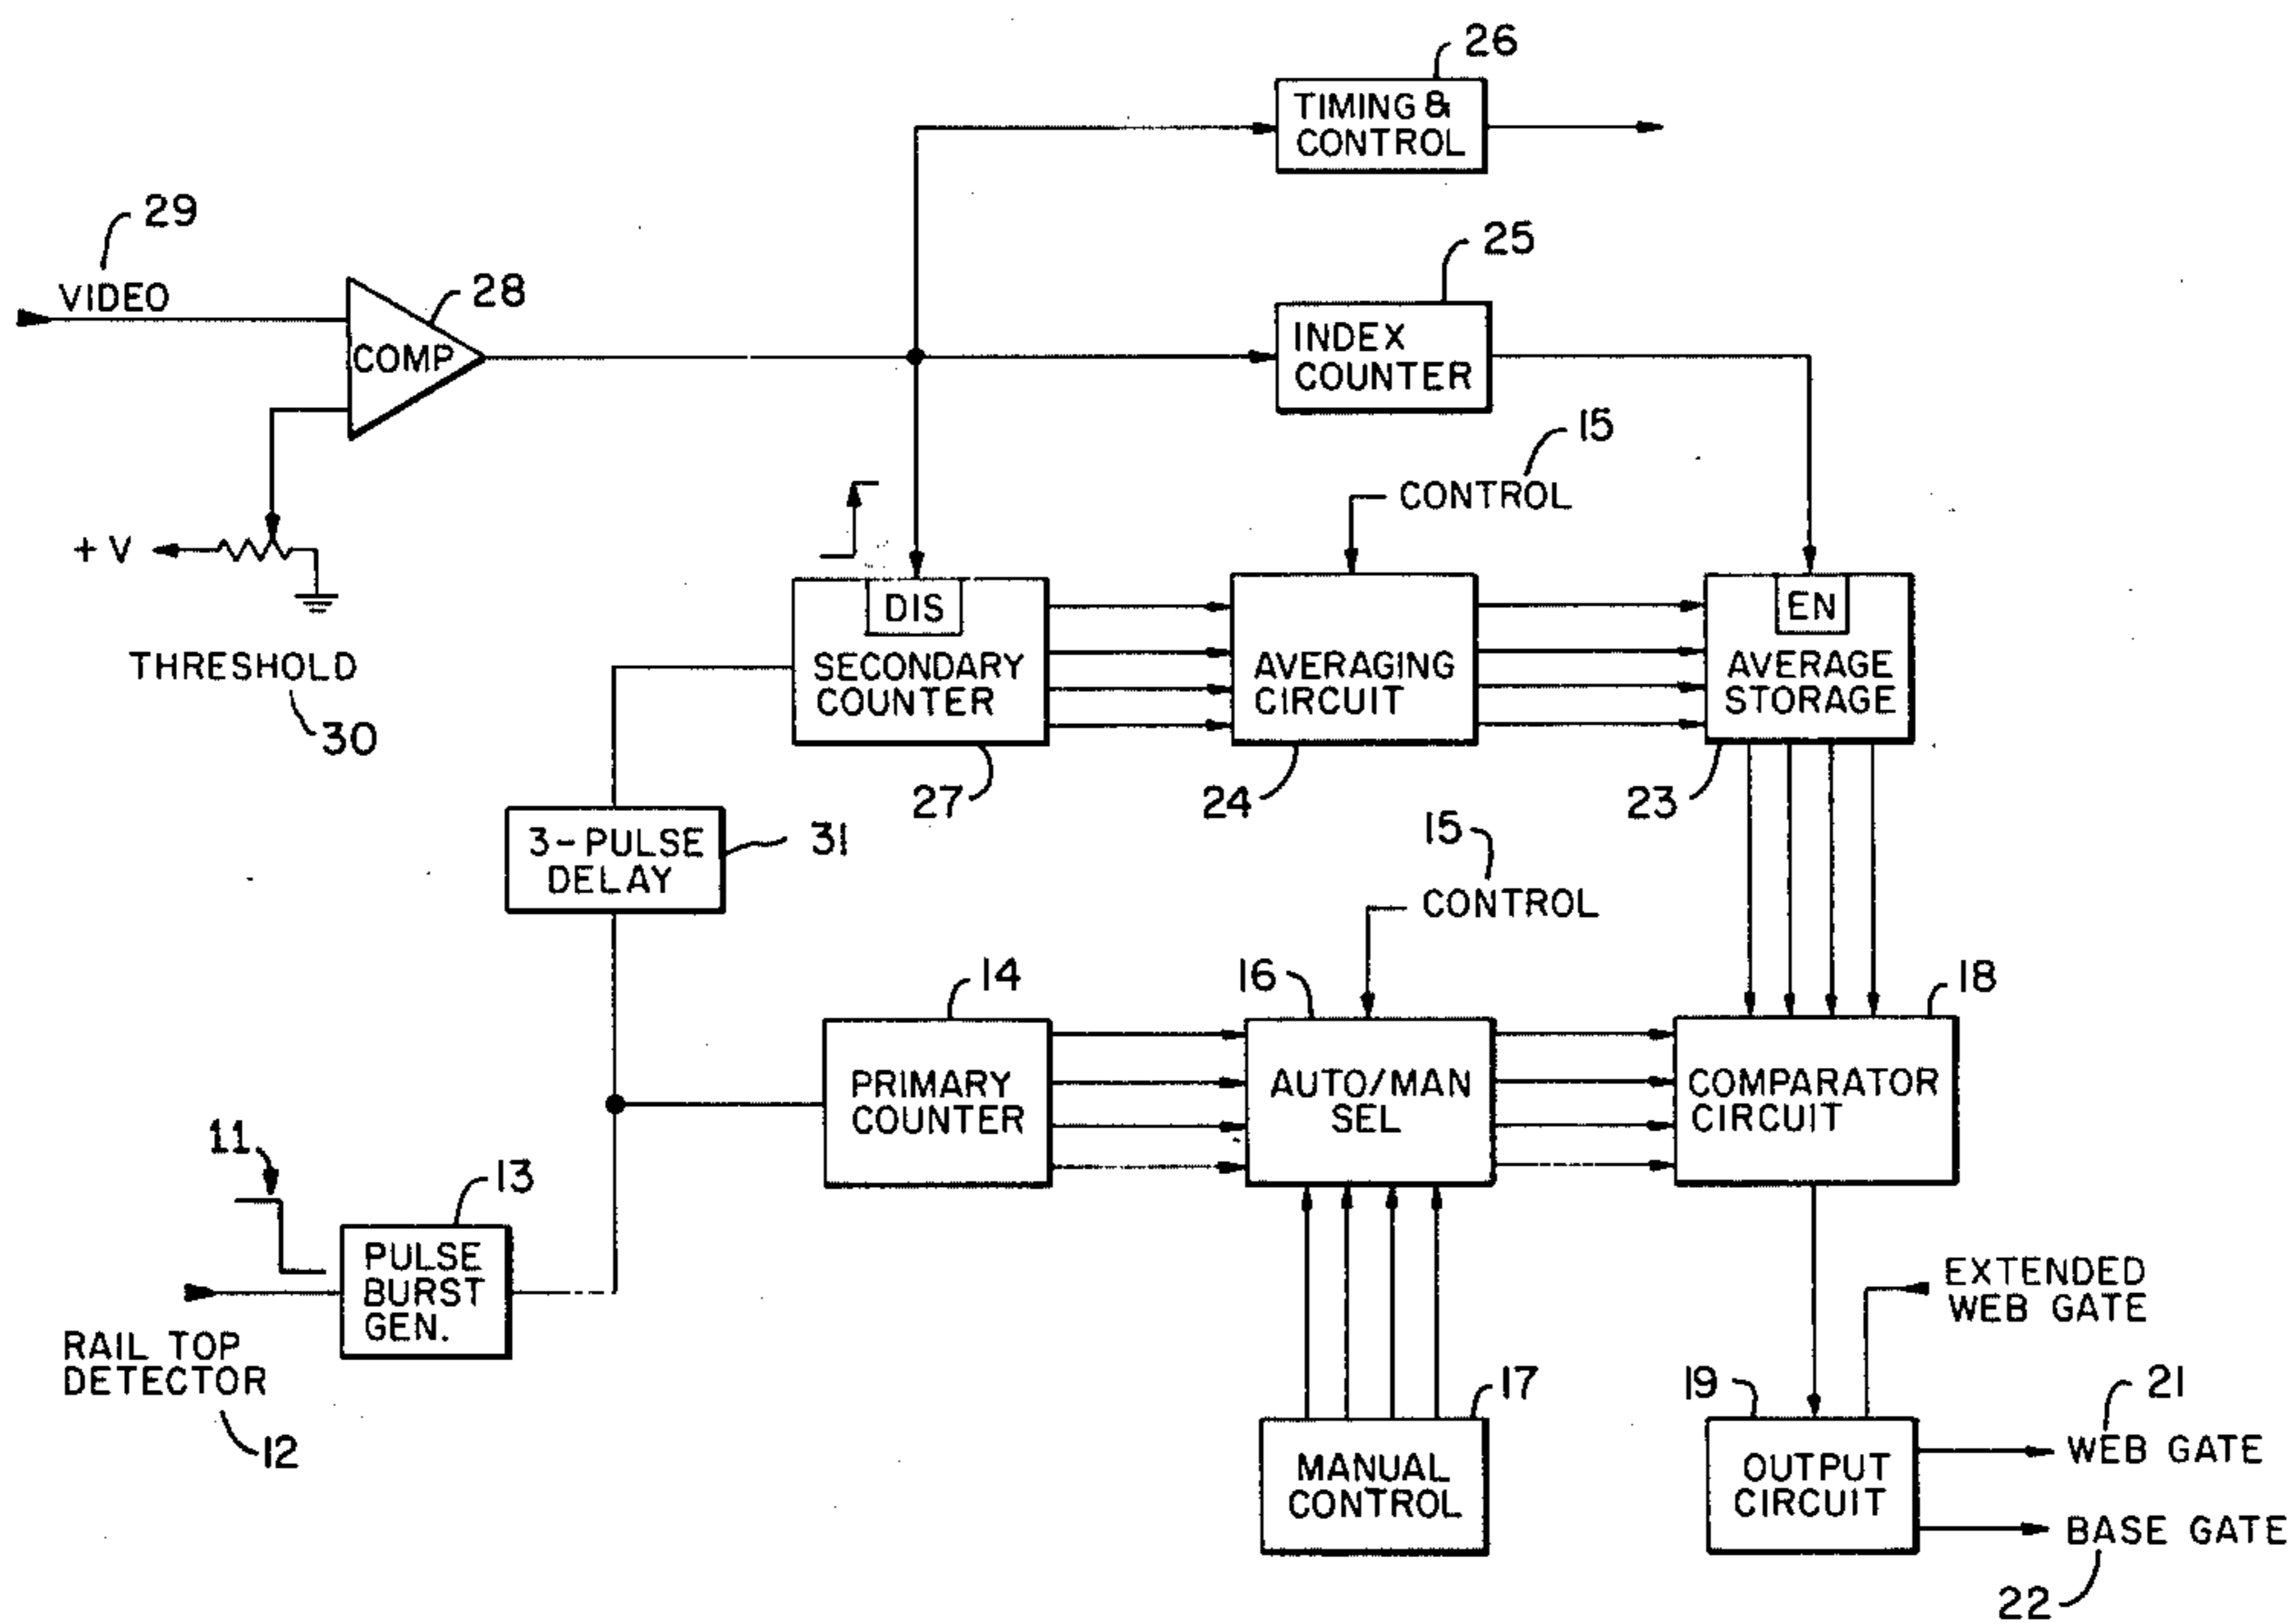 26
TIMING &
CONTROL
29
VIDEO
28
COMP
25
INDEX
COUNTER
15
CONTROL
+ V
THRESHOLD
30
DIS
SECONDARY
COUNTER
27
AVERAGING
CIRCUIT
24
EN
AVERAGE
STORAGE
23
3-PULSE
DELAY
31
15
CONTROL
14
PRIMARY
COUNTER
16
AUTO/MAN
SEL
18
COMPARATOR
CIRCUIT
11
13
PULSE
BURST
GEN.
RAIL TOP
DETECTOR
12
EXTENDED
WEB GATE
17
MANUAL
CONTROL
19
OUTPUT
CIRCUIT
21
WEB GATE
BASE GATE
22